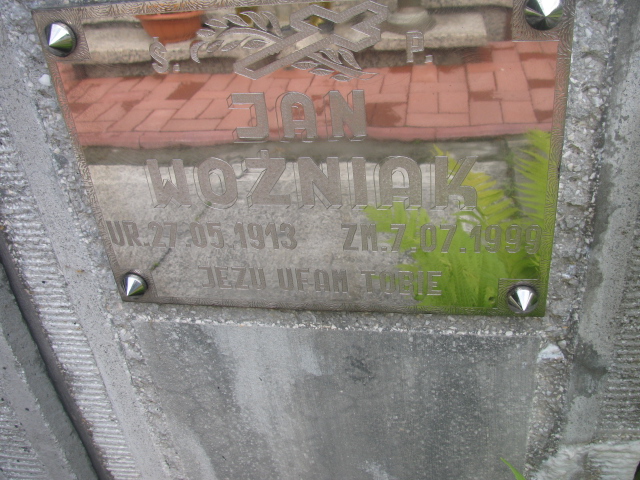 Ś. P.
JAN
WOŹNIAK
UR. 27.05.1913 ZM. 7.07.1999
JEZU UFAM TOBIE